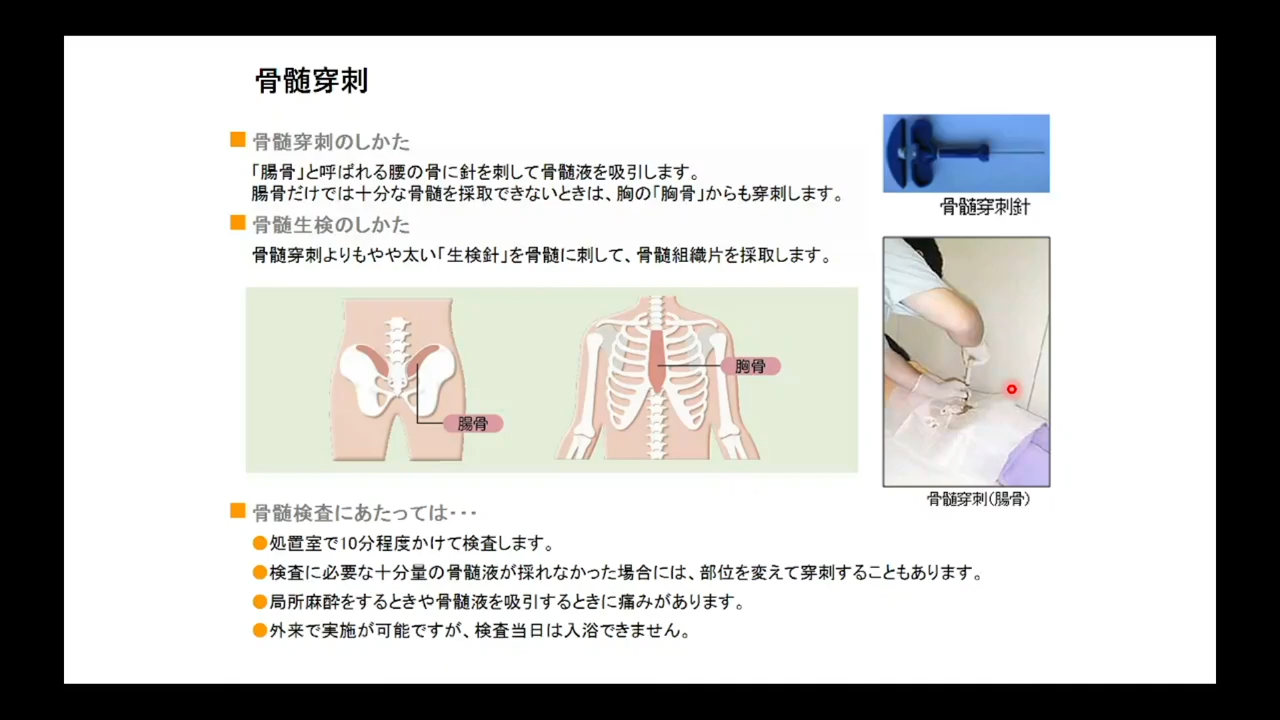 骨髄穿刺
骨髄穿刺のしかた
「腸骨」と呼ばれる腰の骨に針を刺して骨髄液を吸引します。
腸骨だけでは十分な骨髄を採取できないときは、胸の「胸骨」からも穿刺します。
骨髄生検のしかた
骨髄穿刺よりもやや太い「生検針」を骨髄に刺して、骨髄組織片を採取します。
骨髄穿刺針
胸骨
腸骨
骨髄穿刺(腸骨)
骨髄検査にあたっては・・・
●処置室で10分程度かけて検査します。
●検査に必要な十分量の骨髄液が採れなかった場合には、部位を変えて穿刺することもあります。
●局所麻酔をするときや骨髄液を吸引するときに痛みがあります。
●外来で実施が可能ですが、検査当日は入浴できません。